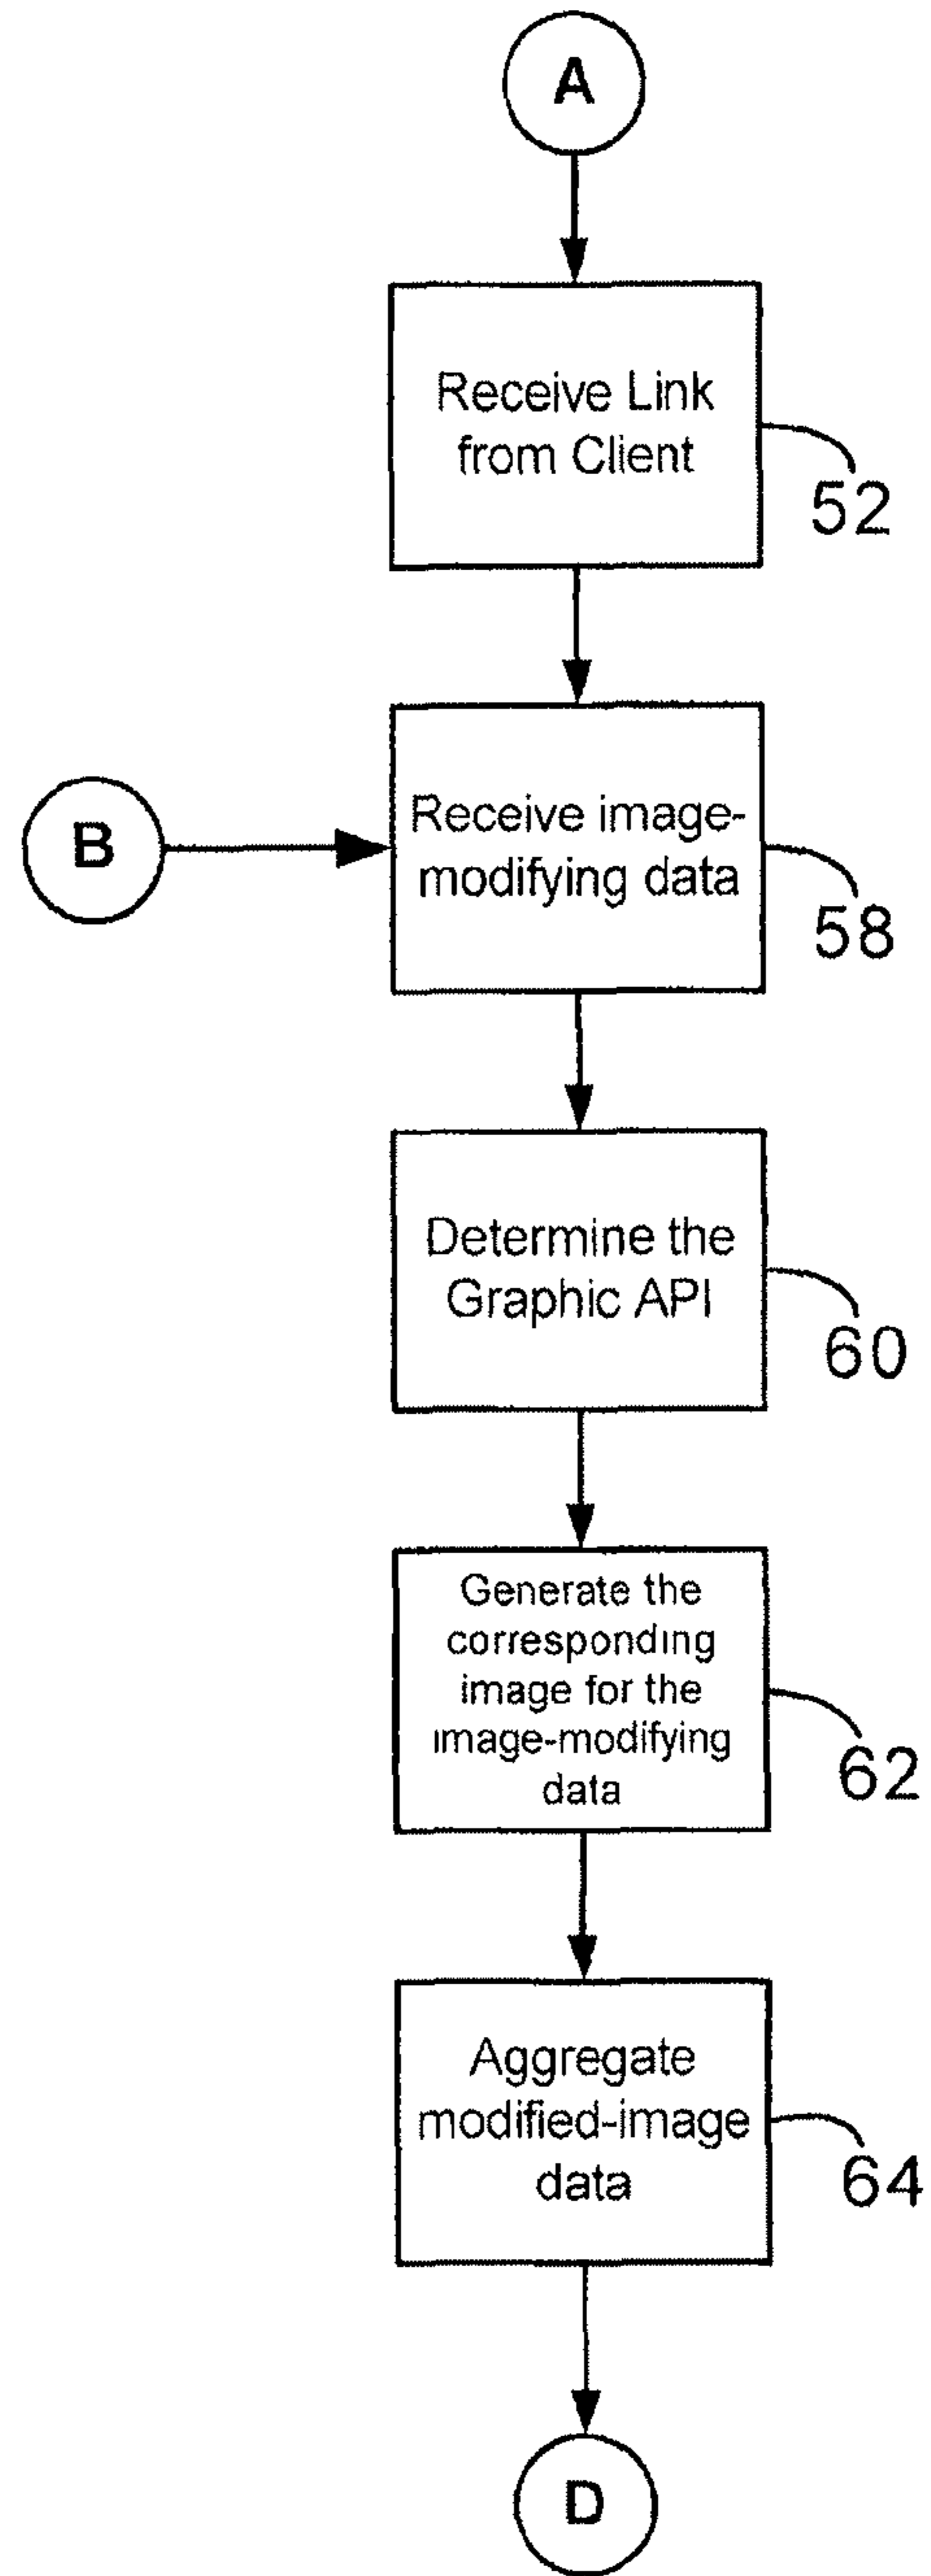 A
Receive Link
from Client
52
B
Receive image-
modifying data
58
Determine the
Graphic API
60
Generate the
corresponding
image for the
image-modifying
data
62
Aggregate
modified-image
data
64
D